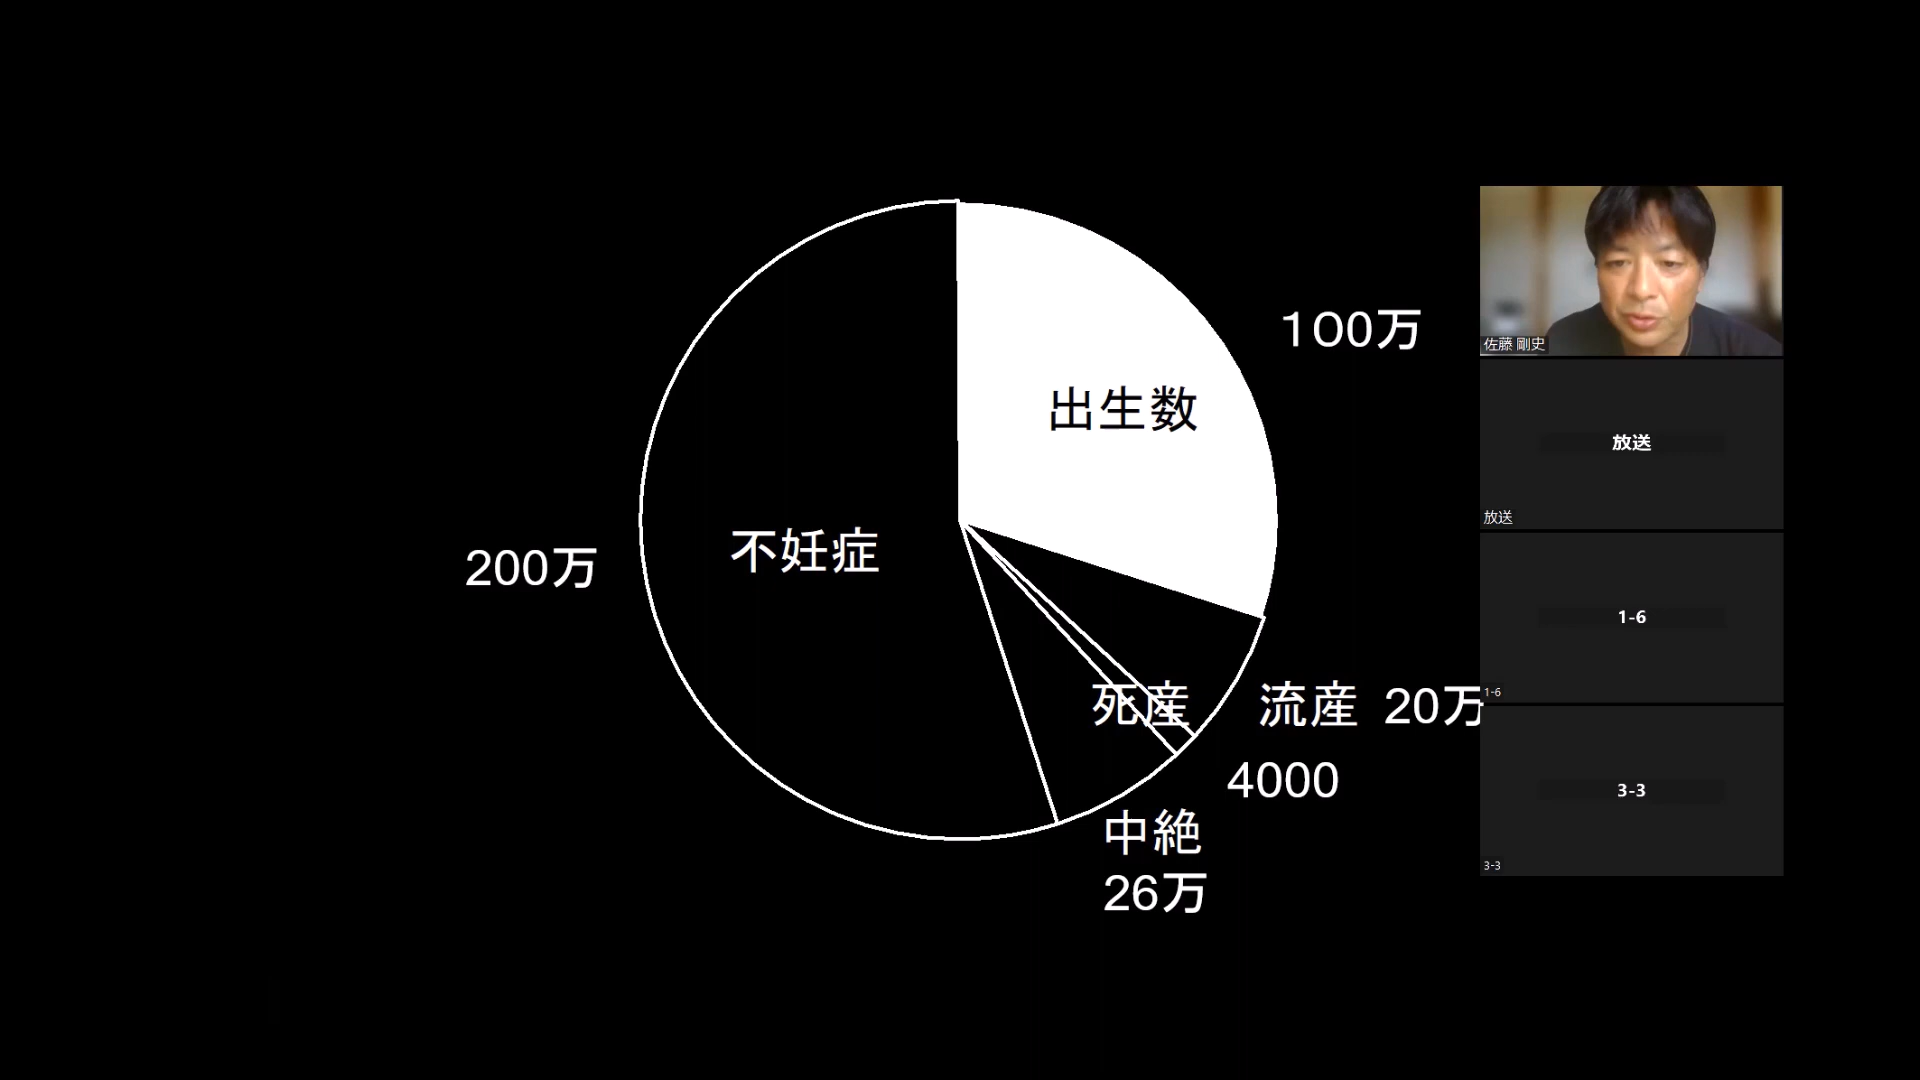 100万
出生数
不妊症
200万
死産
流産 20万
4000
中絶
26万
佐藤 剛史
放送
放送
1-6
1-6
3-3
3-3